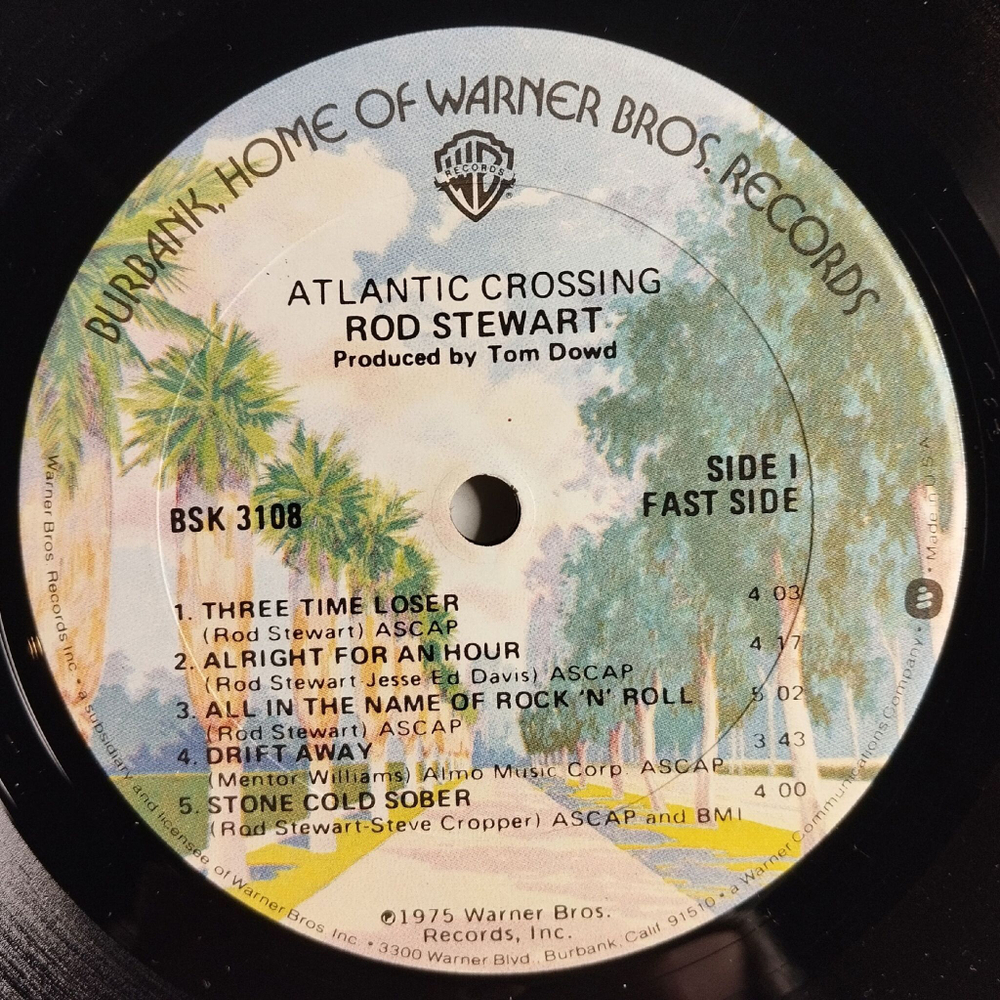 BURBANK, HOME OF WARNER BROS. RECORDS
W
RECORDS
®
ATLANTIC CROSSING
ROD STEWART
Produced by Tom Dowd
SIDE 1
BSK 3108
FAST SIDE
1. THREE TIME LOSER 4 03
(Rod Stewart) ASCAP
2. ALRIGHT FOR AN HOUR 4 17
(Rod Stewart-Jesse Ed Davis) ASCAP
3. ALL IN THE NAME OF ROCK 'N' ROLL 5 02
(Rod Stewart) ASCAP
4. DRIFT AWAY 3 43
(Mentor Williams) Almo Music Corp. ASCAP
5. STONE COLD SOBER 4 00
(Rod Stewart-Steve Cropper) ASCAP and BMI
℗1975 Warner Bros.
Records, Inc.
Warner Bros Records Inc. • a subsidiary and licensee of Warner Bros. Inc. • 3300 Warner Blvd., Burbank, Calif. 91510 • a Warner Communications Company. • Made in U.S.A.